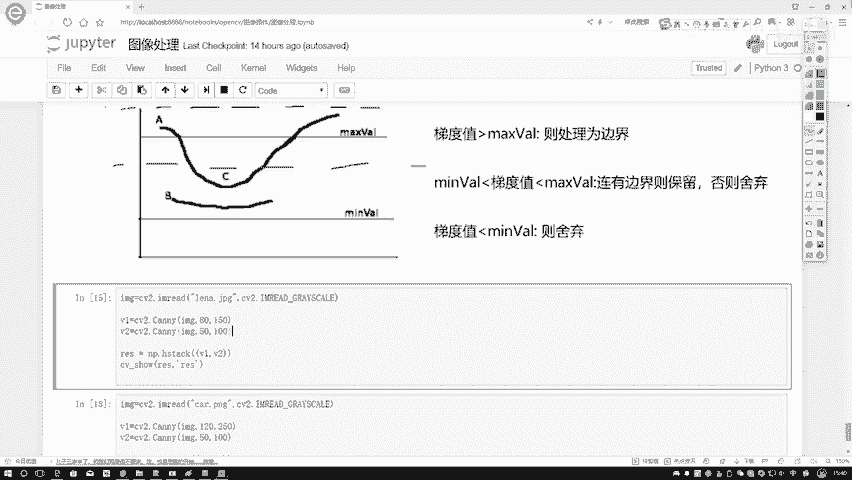 图像处理
http://localhost:8888/notebooks/opencv/
jupyter 图像处理 Last Checkpoint: 14 hours ago (autosaved)
Logout
File Edit View Insert Cell Kernel Widgets Help
Trusted Python 3
Code
A
maxVal
C
B
minVal
梯度值>maxVal: 则处理为边界
minVal<梯度值<maxVal:连有边界则保留，否则舍弃
梯度值<minVal: 则舍弃
In [15]:
img=cv2.imread("lena.jpg",cv2.IMREAD_GRAYSCALE)
v1=cv2.Canny(img,80,150)
v2=cv2.Canny(img,50,100)
res = np.hstack((v1,v2))
cv_show(res,'res')
In [18]:
img=cv2.imread("car.png",cv2.IMREAD_GRAYSCALE)
v1=cv2.Canny(img,120,250)
v2=cv2.Canny(img,50,100)
150%
15:40